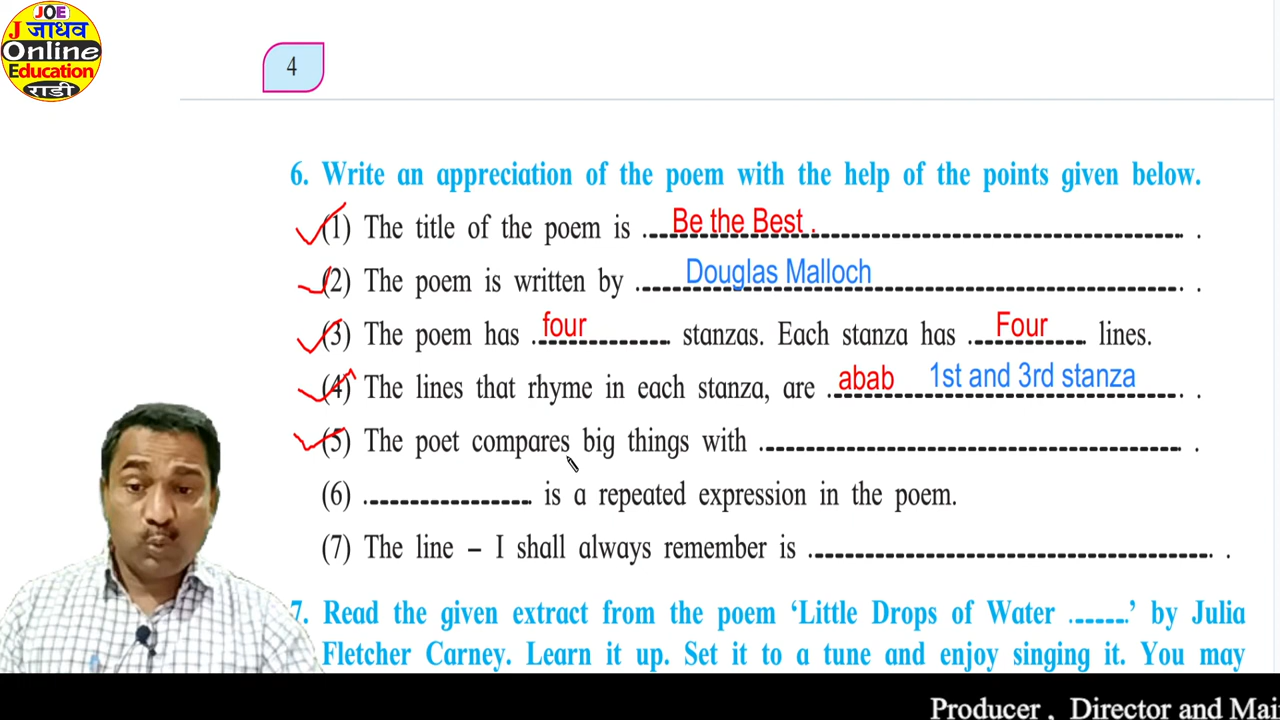 JOE
J जाधव
Online
Education
राडी
4
6. Write an appreciation of the poem with the help of the points given below.
(1) The title of the poem is Be the Best . .
(2) The poem is written by Douglas Malloch .
(3) The poem has four stanzas. Each stanza has Four lines.
(4) The lines that rhyme in each stanza, are abab 1st and 3rd stanza .
(5) The poet compares big things with .
(6) is a repeated expression in the poem.
(7) The line – I shall always remember is .
7. Read the given extract from the poem ‘Little Drops of Water ......’ by Julia
Fletcher Carney. Learn it up. Set it to a tune and enjoy singing it. You may
Producer , Director and Mai